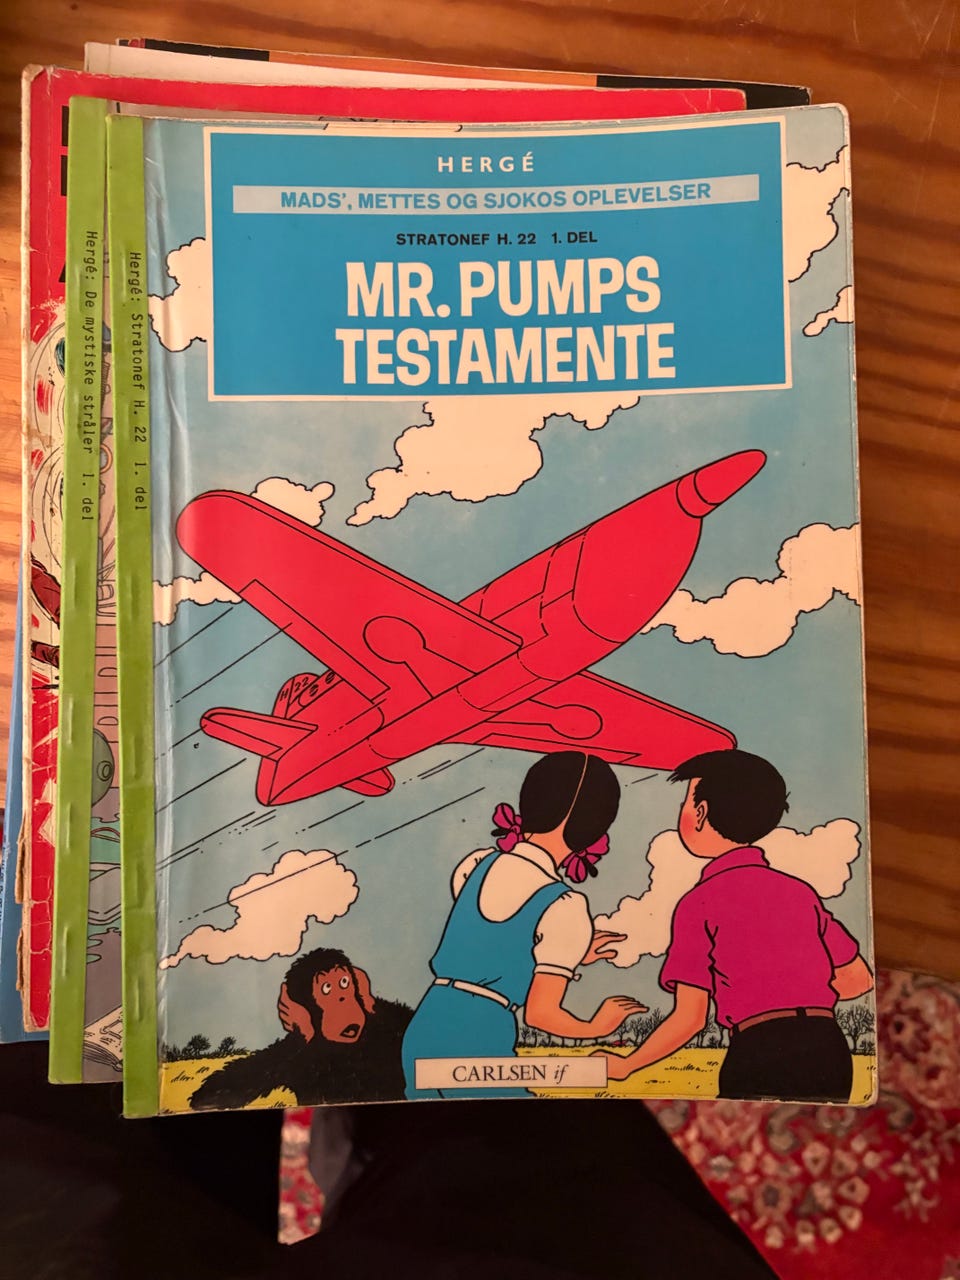 HERGÉ
MADS', METTES OG SJOKOS OPLEVELSER
STRATONEF H. 22 1. DEL
MR. PUMPS
TESTAMENTE
H/22
CARLSEN if
Hergé: Stratonef H. 22 1. del
Hergé: De mystiske stråler 1. del